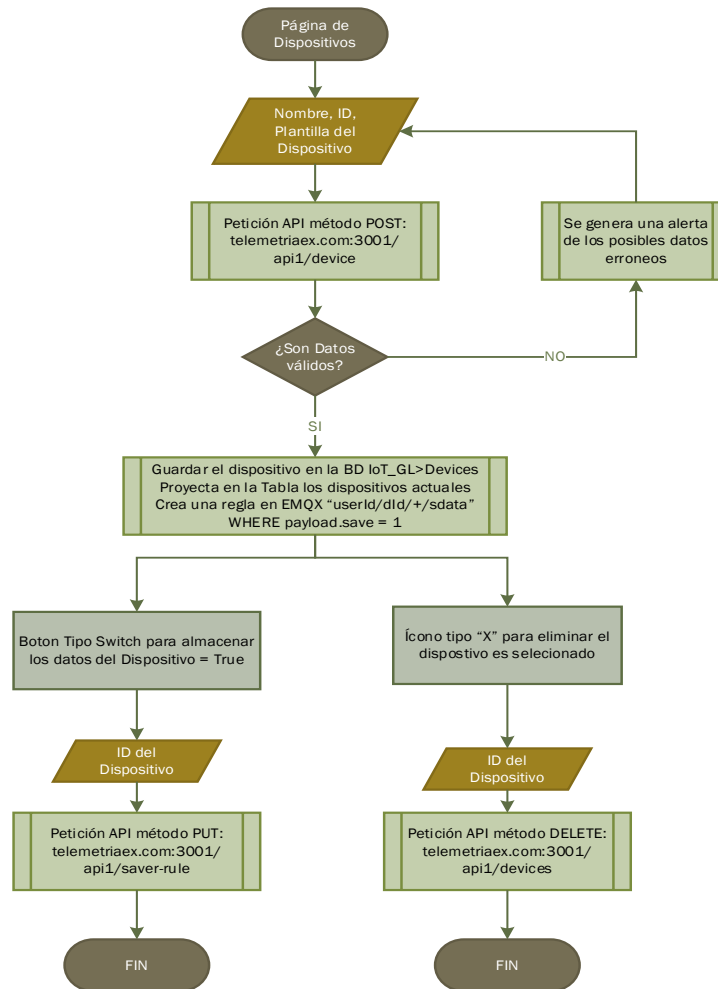 Página de
Dispositivos
Nombre, ID,
Plantilla del
Dispositivo
Petición API método POST:
telemetriaex.com:3001/
api1/device
Se genera una alerta
de los posibles datos
erroneos
¿Son Datos
válidos?
NO
SI
Guardar el dispositivo en la BD IoT_GL>Devices
Proyecta en la Tabla los dispositivos actuales
Crea una regla en EMQX “userId/dId/+/sdata”
WHERE payload.save = 1
Boton Tipo Switch para almacenar
los datos del Dispositivo = True
Ícono tipo “X” para eliminar el
dispostivo es selecionado
ID del
Dispositivo
ID del
Dispositivo
Petición API método PUT:
telemetriaex.com:3001/
api1/saver-rule
Petición API método DELETE:
telemetriaex.com:3001/
api1/devices
FIN
FIN